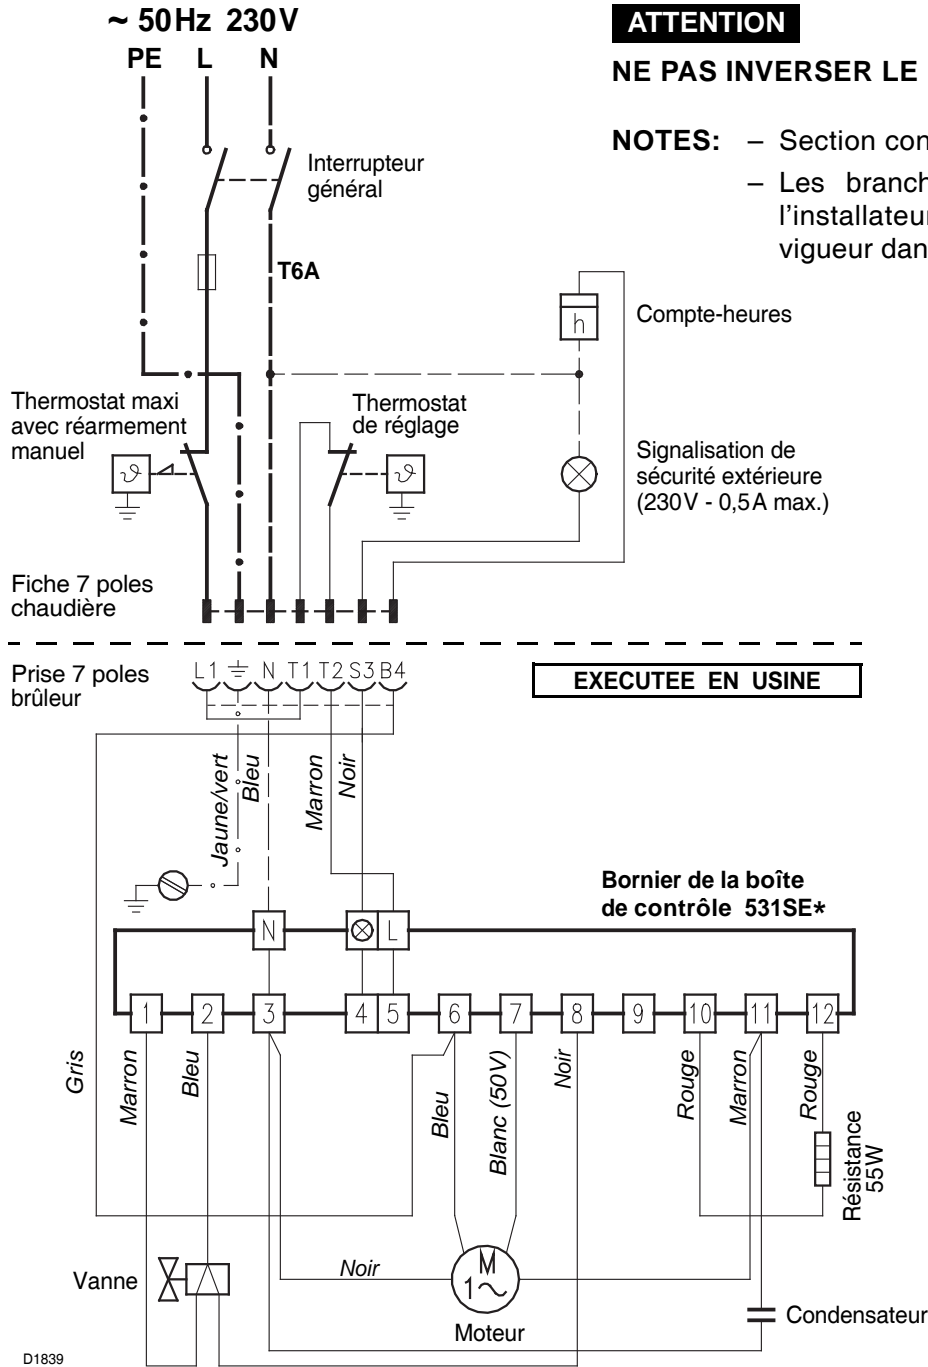 ~ 50Hz 230V
PE L N
ATTENTION
NE PAS INVERSER LE
NOTES: – Section con
– Les branch
l'installateur
vigueur dan
Interrupteur
général
T6A
h
Compte-heures
Thermostat maxi
avec réarmement
manuel
Thermostat
de réglage
ϑ
ϑ
Signalisation de
sécurité extérieure
(230V - 0,5A max.)
Fiche 7 poles
chaudière
Prise 7 poles
brûleur
L1 N T1 T2 S3 B4
EXECUTEE EN USINE
Jaune/vert
Bleu
Marron
Noir
Bornier de la boîte
de contrôle 531SE*
N L
1 2 3 4 5 6 7 8 9 10 11 12
Gris
Marron
Bleu
Bleu
Blanc (50V)
Noir
Rouge
Marron
Rouge
Résistance
55W
Vanne
Noir
M
1~
Moteur
Condensateur
D1839